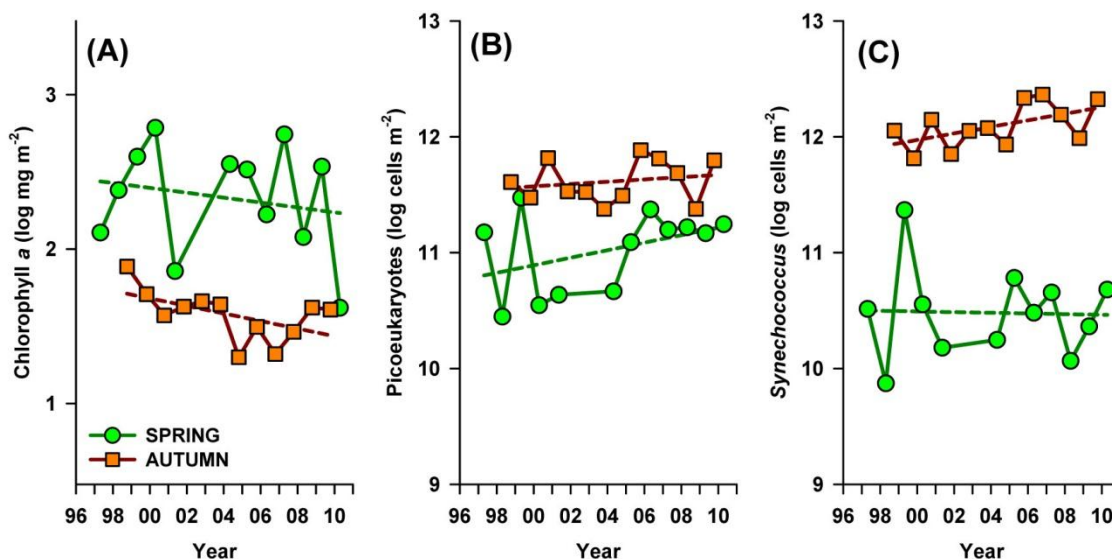 (A)
Chlorophyll a (log mg m-2)
3
2
1
SPRING
AUTUMN
96 98 00 02 04 06 08 10
Year
(B)
Picoeukaryotes (log cells m-2)
13
12
11
10
9
96 98 00 02 04 06 08 10
Year
(C)
Synechococcus (log cells m-2)
13
12
11
10
9
96 98 00 02 04 06 08 10
Year